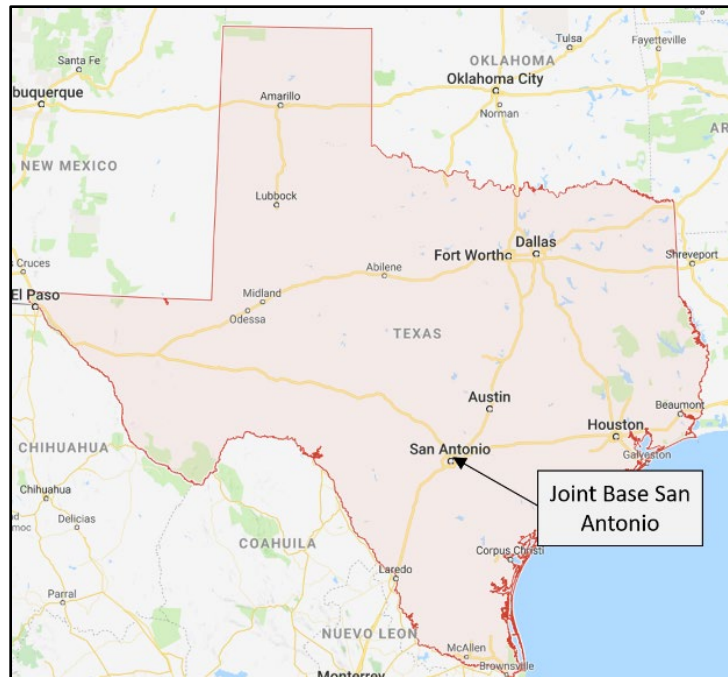 Tulsa
Fayetteville
OKLAHOMA
Santa Fe
Oklahoma City
buquerque
Amarillo
Norman
AR
NEW MEXICO
Lubbock
Dallas
Fort Worth
Shreveport
s Cruces
Abilene
El Paso
Midland
Odessa
TEXAS
Austin
Beaumont
Houston
San Antonio
Galveston
CHIHUAHUA
Joint Base San
Antonio
Chihuahua
moc
Delicias
COAHUILA
Corpus Christi
Laredo
Parral
NUEVO LEON
McAllen
Brownsville
Monterrey